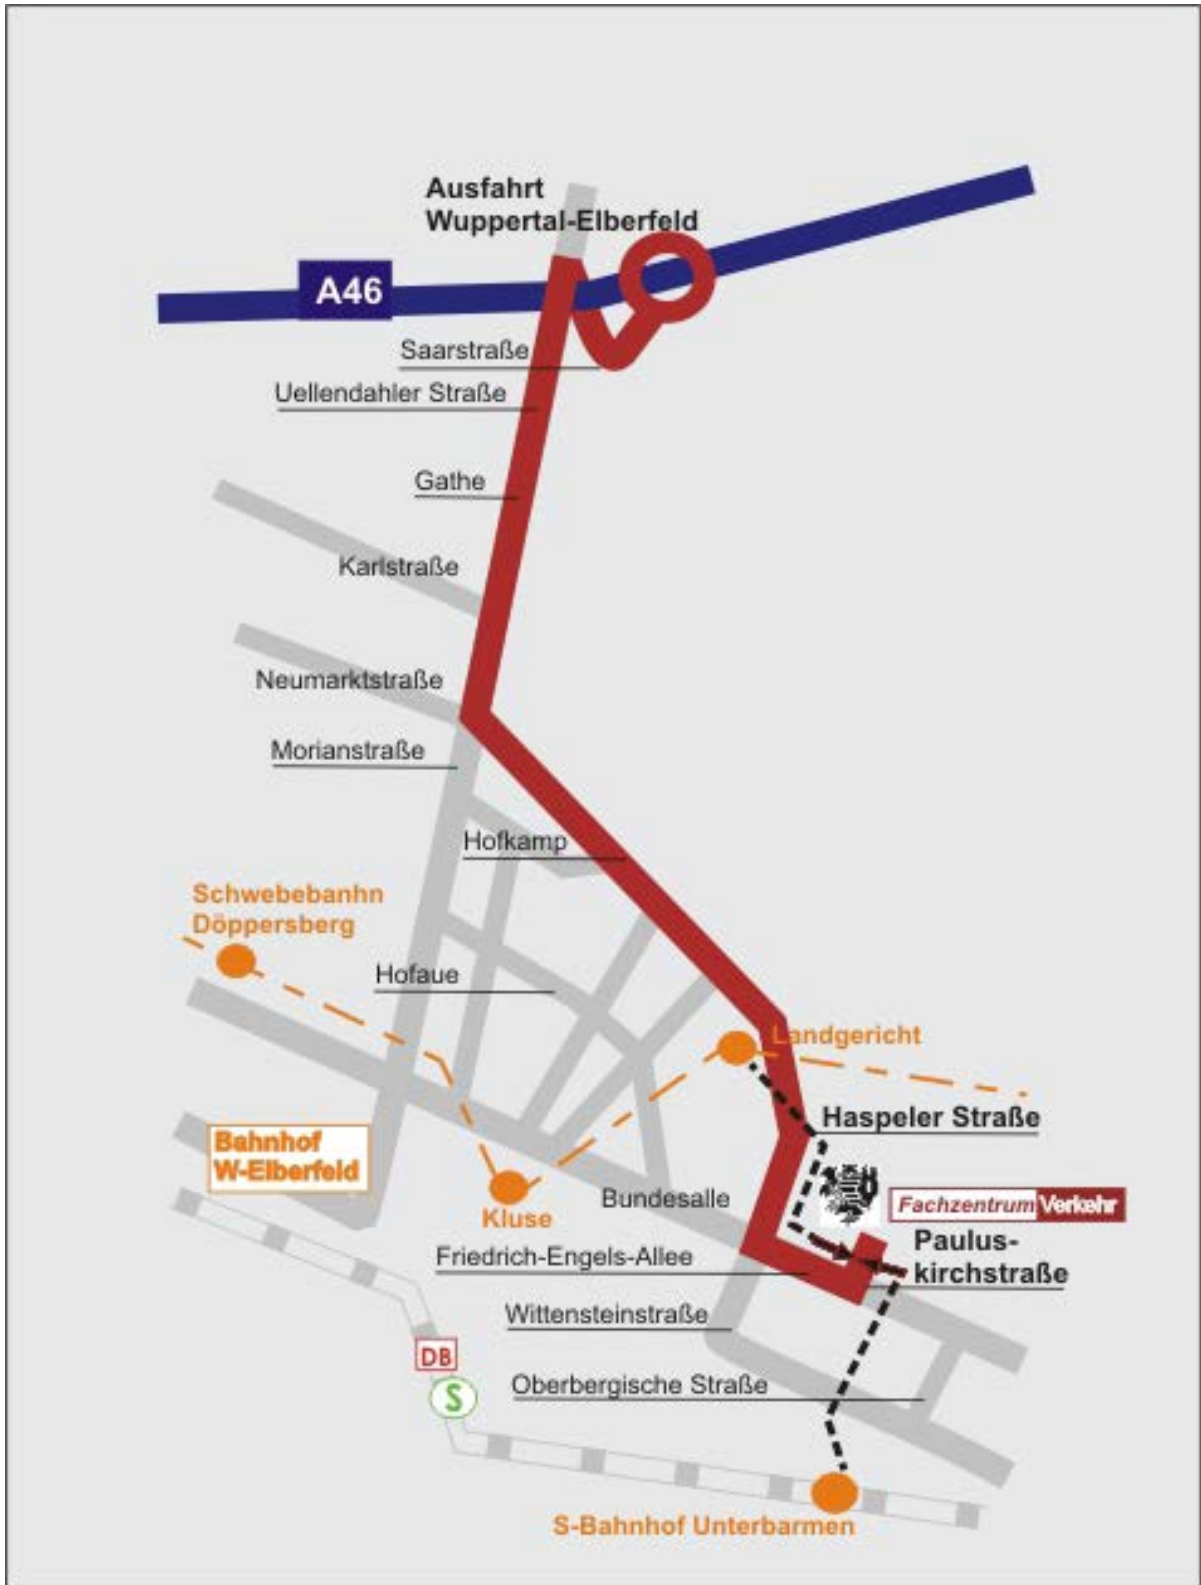 Ausfahrt
Wuppertal-Elberfeld
A46
Saarstraße
Uellendahler Straße
Gathe
Karlstraße
Neumarktstraße
Morianstraße
Hofkamp
Schwebebanhn
Döppersberg
Hofaue
Landgericht
Haspeler Straße
Bahnhof
W-Elberfeld
Kluse
Bundesalle
Fachzentrum Verkehr
Friedrich-Engels-Allee
Paulus-
kirchstraße
Wittensteinstraße
DB
S
Oberbergische Straße
S-Bahnhof Unterbarmen